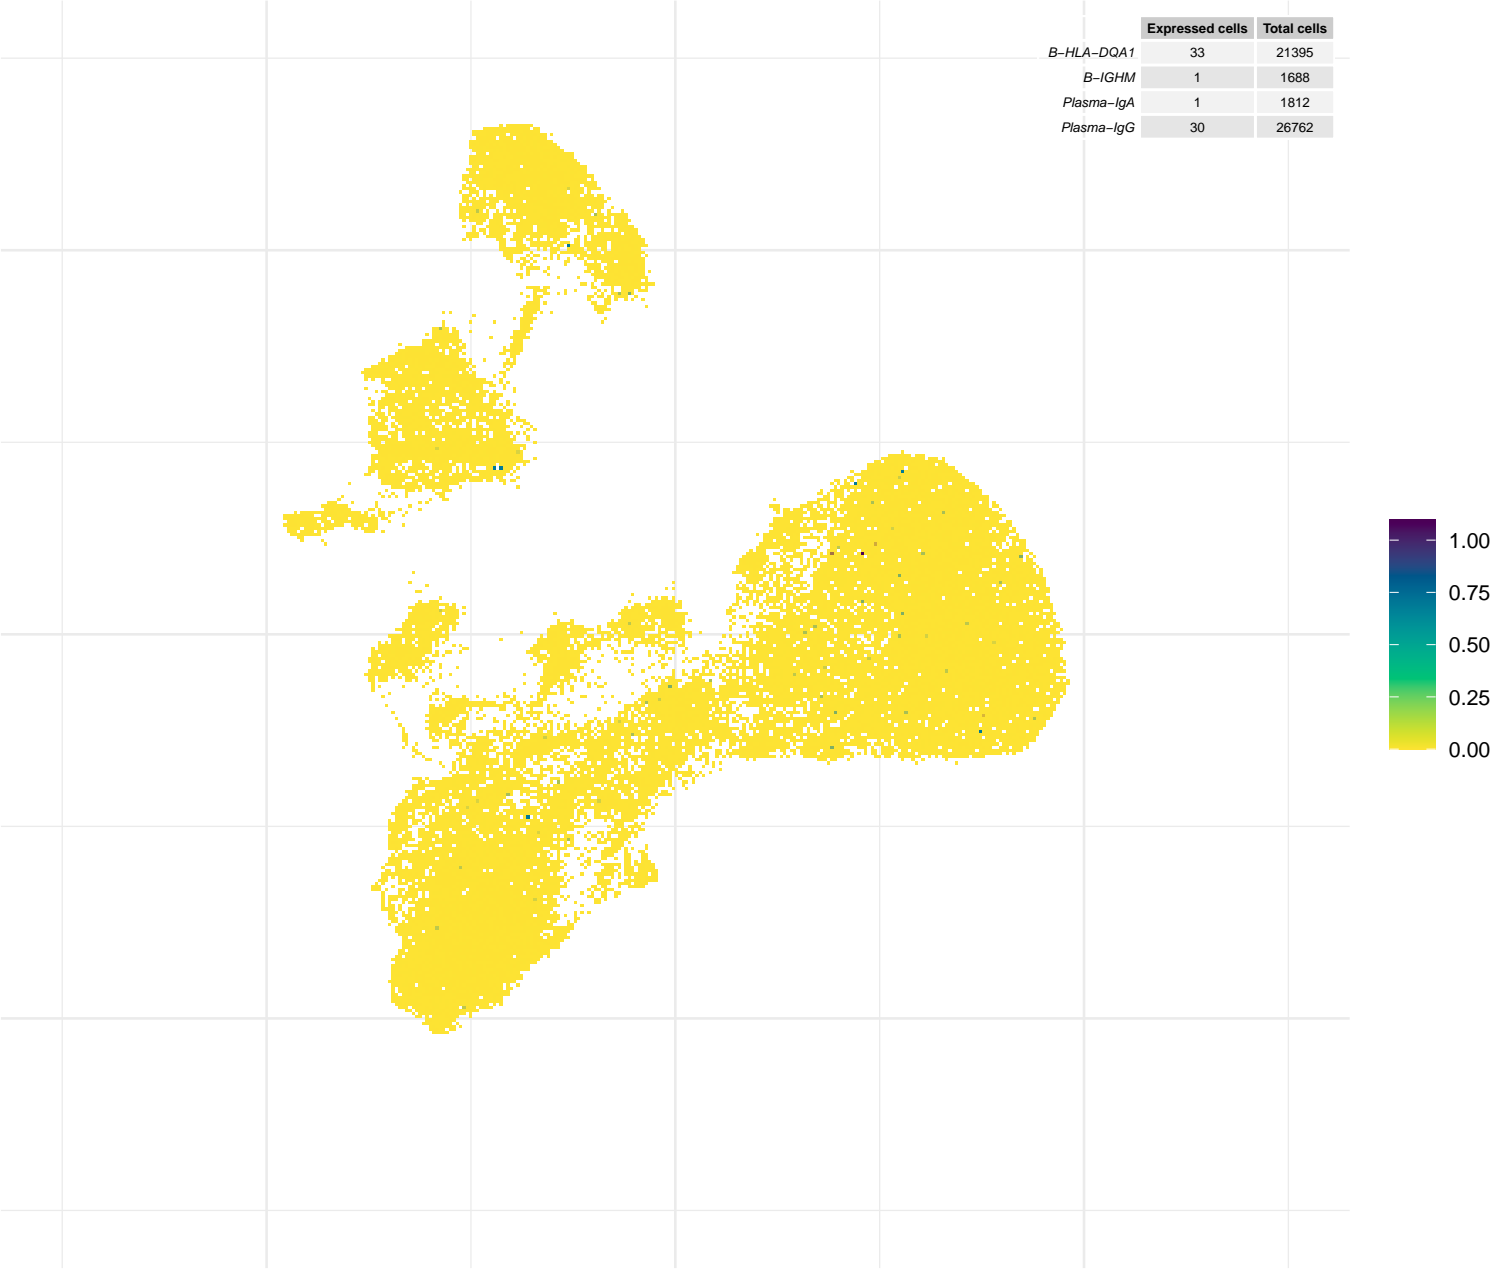 Expressed cells Total cells
B−HLA−DQA1 33 21395
B−IGHM 1 1688
Plasma−IgA 1 1812
Plasma−IgG 30 26762
1.00
0.75
0.50
0.25
0.00